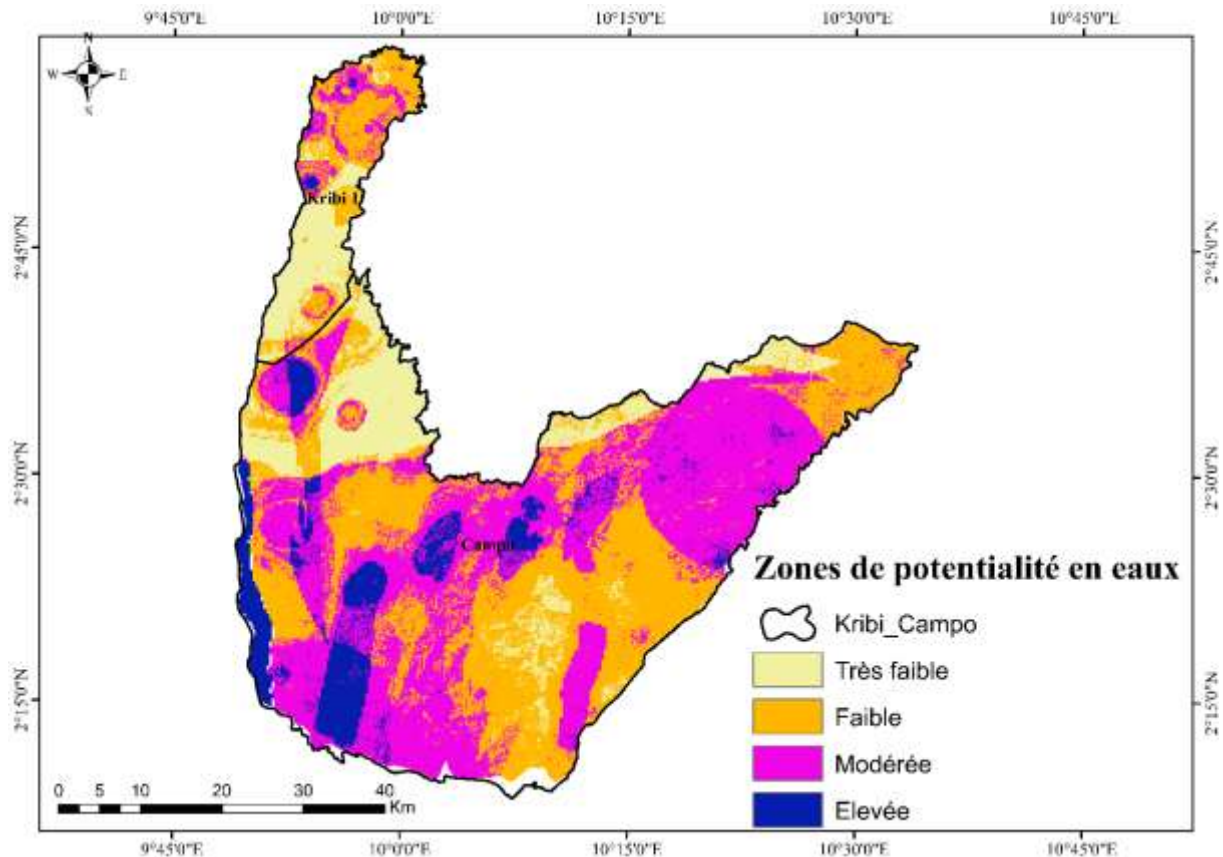 9°45'0"E 10°0'0"E 10°15'0"E 10°30'0"E 10°45'0"E
N
W E
S
Kribi 1
2°45'0"N 2°45'0"N
2°30'0"N 2°30'0"N
Campo
Zones de potentialité en eaux
Kribi_Campo
Très faible
Faible
2°15'0"N 2°15'0"N
Modérée
Elevée
0 5 10 20 30 40
Km
9°45'0"E 10°0'0"E 10°15'0"E 10°30'0"E 10°45'0"E